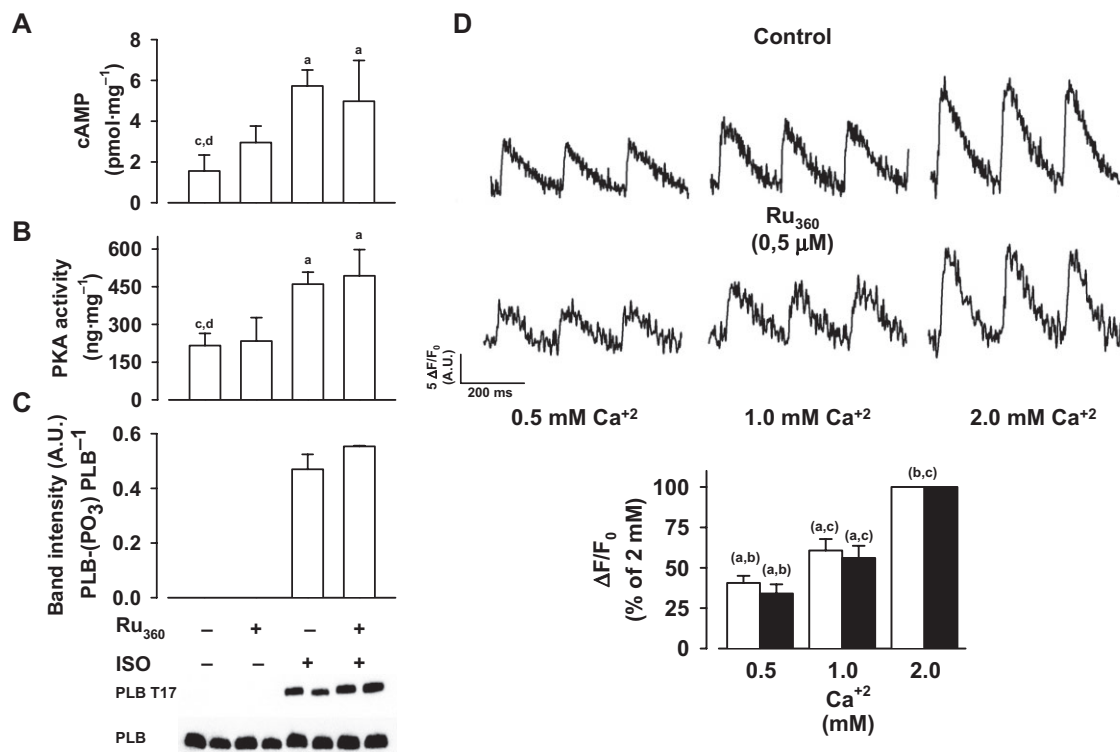 A
cAMP
(pmol·mg⁻¹)
8
6
4
2
0
c,d
a
a
B
PKA activity
(ng·mg⁻¹)
600
450
300
150
0
c,d
a
a
C
Band intensity (A.U.)
PLB-(PO₃) PLB⁻¹
0.6
0.4
0.2
0.0
Ru₃₆₀ – + – +
ISO – – + +
PLB T17
PLB
D
Control
Ru₃₆₀
(0,5 µM)
5 ΔF/F₀
(A.U.)
200 ms
0.5 mM Ca⁺² 1.0 mM Ca⁺² 2.0 mM Ca⁺²
ΔF/F₀
(% of 2 mM)
100
75
50
25
0
(a,b)
(a,b)
(a,c)
(a,c)
(b,c)
0.5 1.0 2.0
Ca⁺²
(mM)